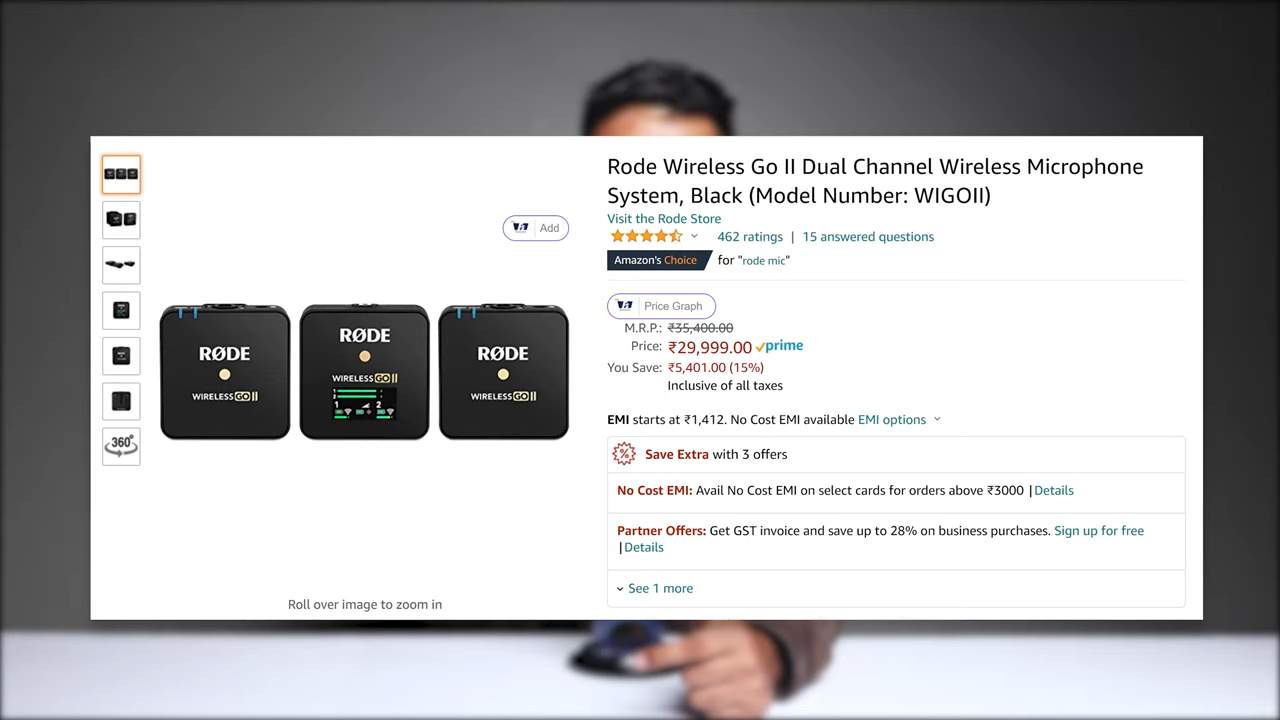 Rode Wireless Go II Dual Channel Wireless Microphone
System, Black (Model Number: WIGOII)
Visit the Rode Store
462 ratings | 15 answered questions
Amazon's Choice for "rode mic"
Add
Price Graph
M.R.P.: ₹35,400.00
Price: ₹29,999.00 prime
You Save: ₹5,401.00 (15%)
Inclusive of all taxes
EMI starts at ₹1,412. No Cost EMI available EMI options
Save Extra with 3 offers
No Cost EMI: Avail No Cost EMI on select cards for orders above ₹3000 | Details
Partner Offers: Get GST invoice and save up to 28% on business purchases. Sign up for free
| Details
See 1 more
RØDE
WIRELESS GO II
RØDE
WIRELESS GO II
1
2
1 2
RØDE
WIRELESS GO II
360°
Roll over image to zoom in